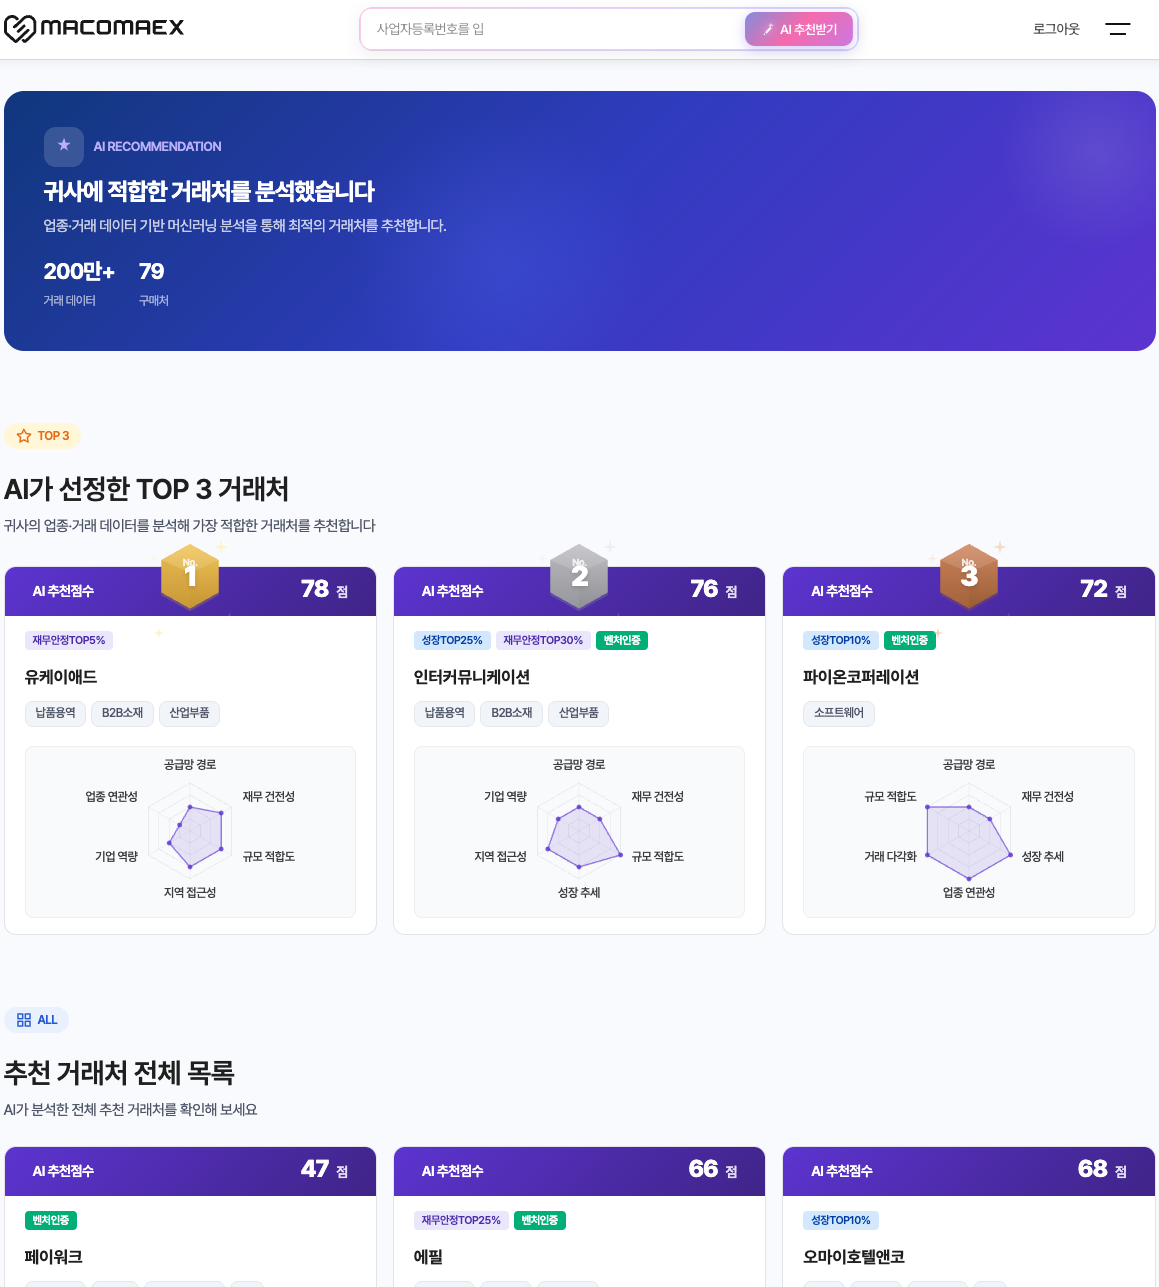 MACOMAEX
사업자등록번호를 입
AI 추천받기
로그아웃
AI RECOMMENDATION
귀사에 적합한 거래처를 분석했습니다
업종·거래 데이터 기반 머신러닝 분석을 통해 최적의 거래처를 추천합니다.
200만+ 79
거래 데이터 구매처
TOP 3
AI가 선정한 TOP 3 거래처
귀사의 업종·거래 데이터를 분석해 가장 적합한 거래처를 추천합니다
AI 추천점수 No. 1 78 점
재무안정TOP5%
유케이애드
납품용역 B2B소재 산업부품
공급망 경로
업종 연관성 재무 건전성
기업 역량 규모 적합도
지역 접근성
AI 추천점수 No. 2 76 점
성장TOP25% 재무안정TOP30% 벤처인증
인터커뮤니케이션
납품용역 B2B소재 산업부품
공급망 경로
기업 역량 재무 건전성
지역 접근성 규모 적합도
성장 추세
AI 추천점수 No. 3 72 점
성장TOP10% 벤처인증
파이온코퍼레이션
소프트웨어
공급망 경로
규모 적합도 재무 건전성
거래 다각화 성장 추세
업종 연관성
ALL
추천 거래처 전체 목록
AI가 분석한 전체 추천 거래처를 확인해 보세요
AI 추천점수 47 점
벤처인증
페이워크
AI 추천점수 66 점
재무안정TOP25% 벤처인증
에필
AI 추천점수 68 점
성장TOP10%
오마이호텔앤코